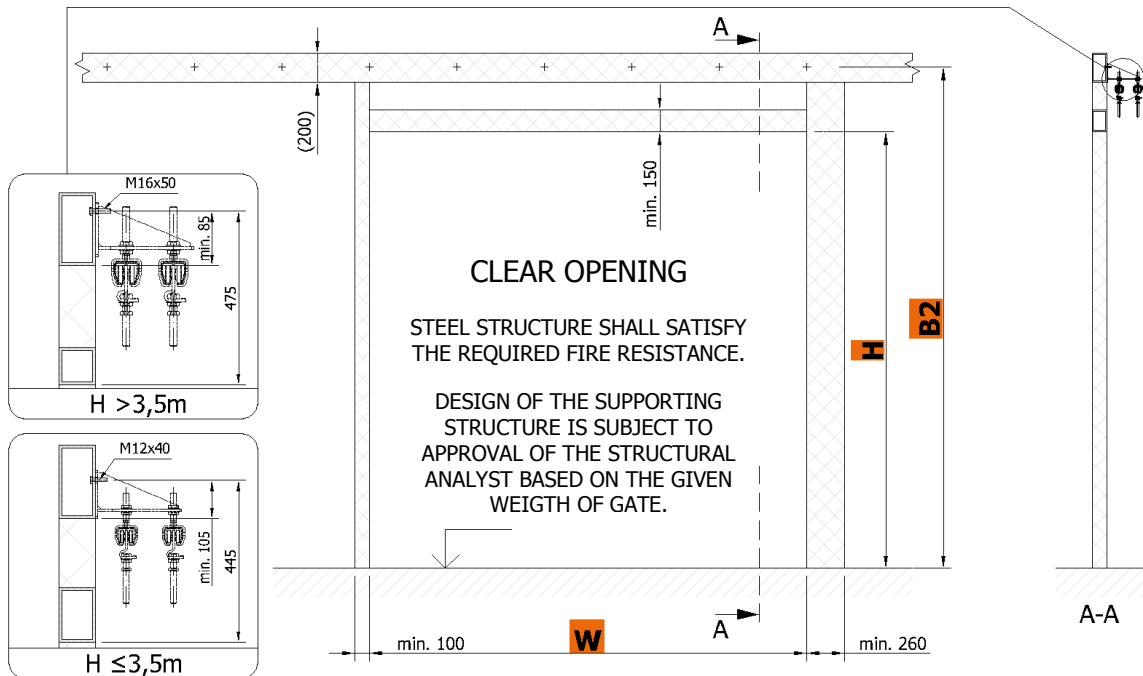 A
(200)
min. 150
M16x50
min. 85
475
H >3,5m
M12x40
min. 105
445
H ≤3,5m
CLEAR OPENING
STEEL STRUCTURE SHALL SATISFY
THE REQUIRED FIRE RESISTANCE.
DESIGN OF THE SUPPORTING
STRUCTURE IS SUBJECT TO
APPROVAL OF THE STRUCTURAL
ANALYST BASED ON THE GIVEN
WEIGTH OF GATE.
H
B2
A
A-A
min. 100
W
min. 260